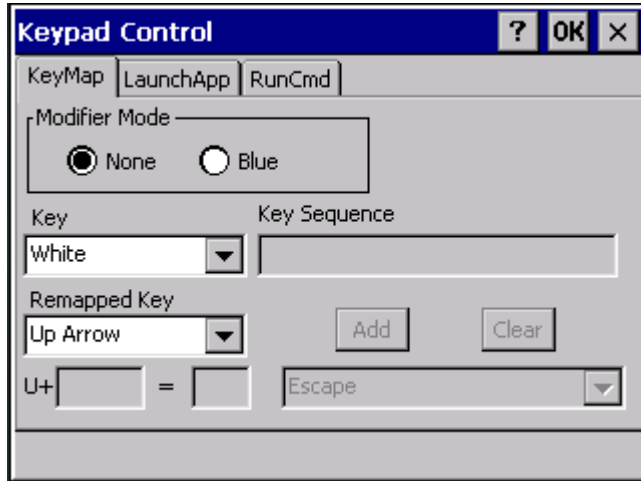 Keypad Control ? OK ×
KeyMap LaunchApp RunCmd
Modifier Mode
None Blue
Key Key Sequence
White
Remapped Key
Up Arrow Add Clear
U+ = Escape